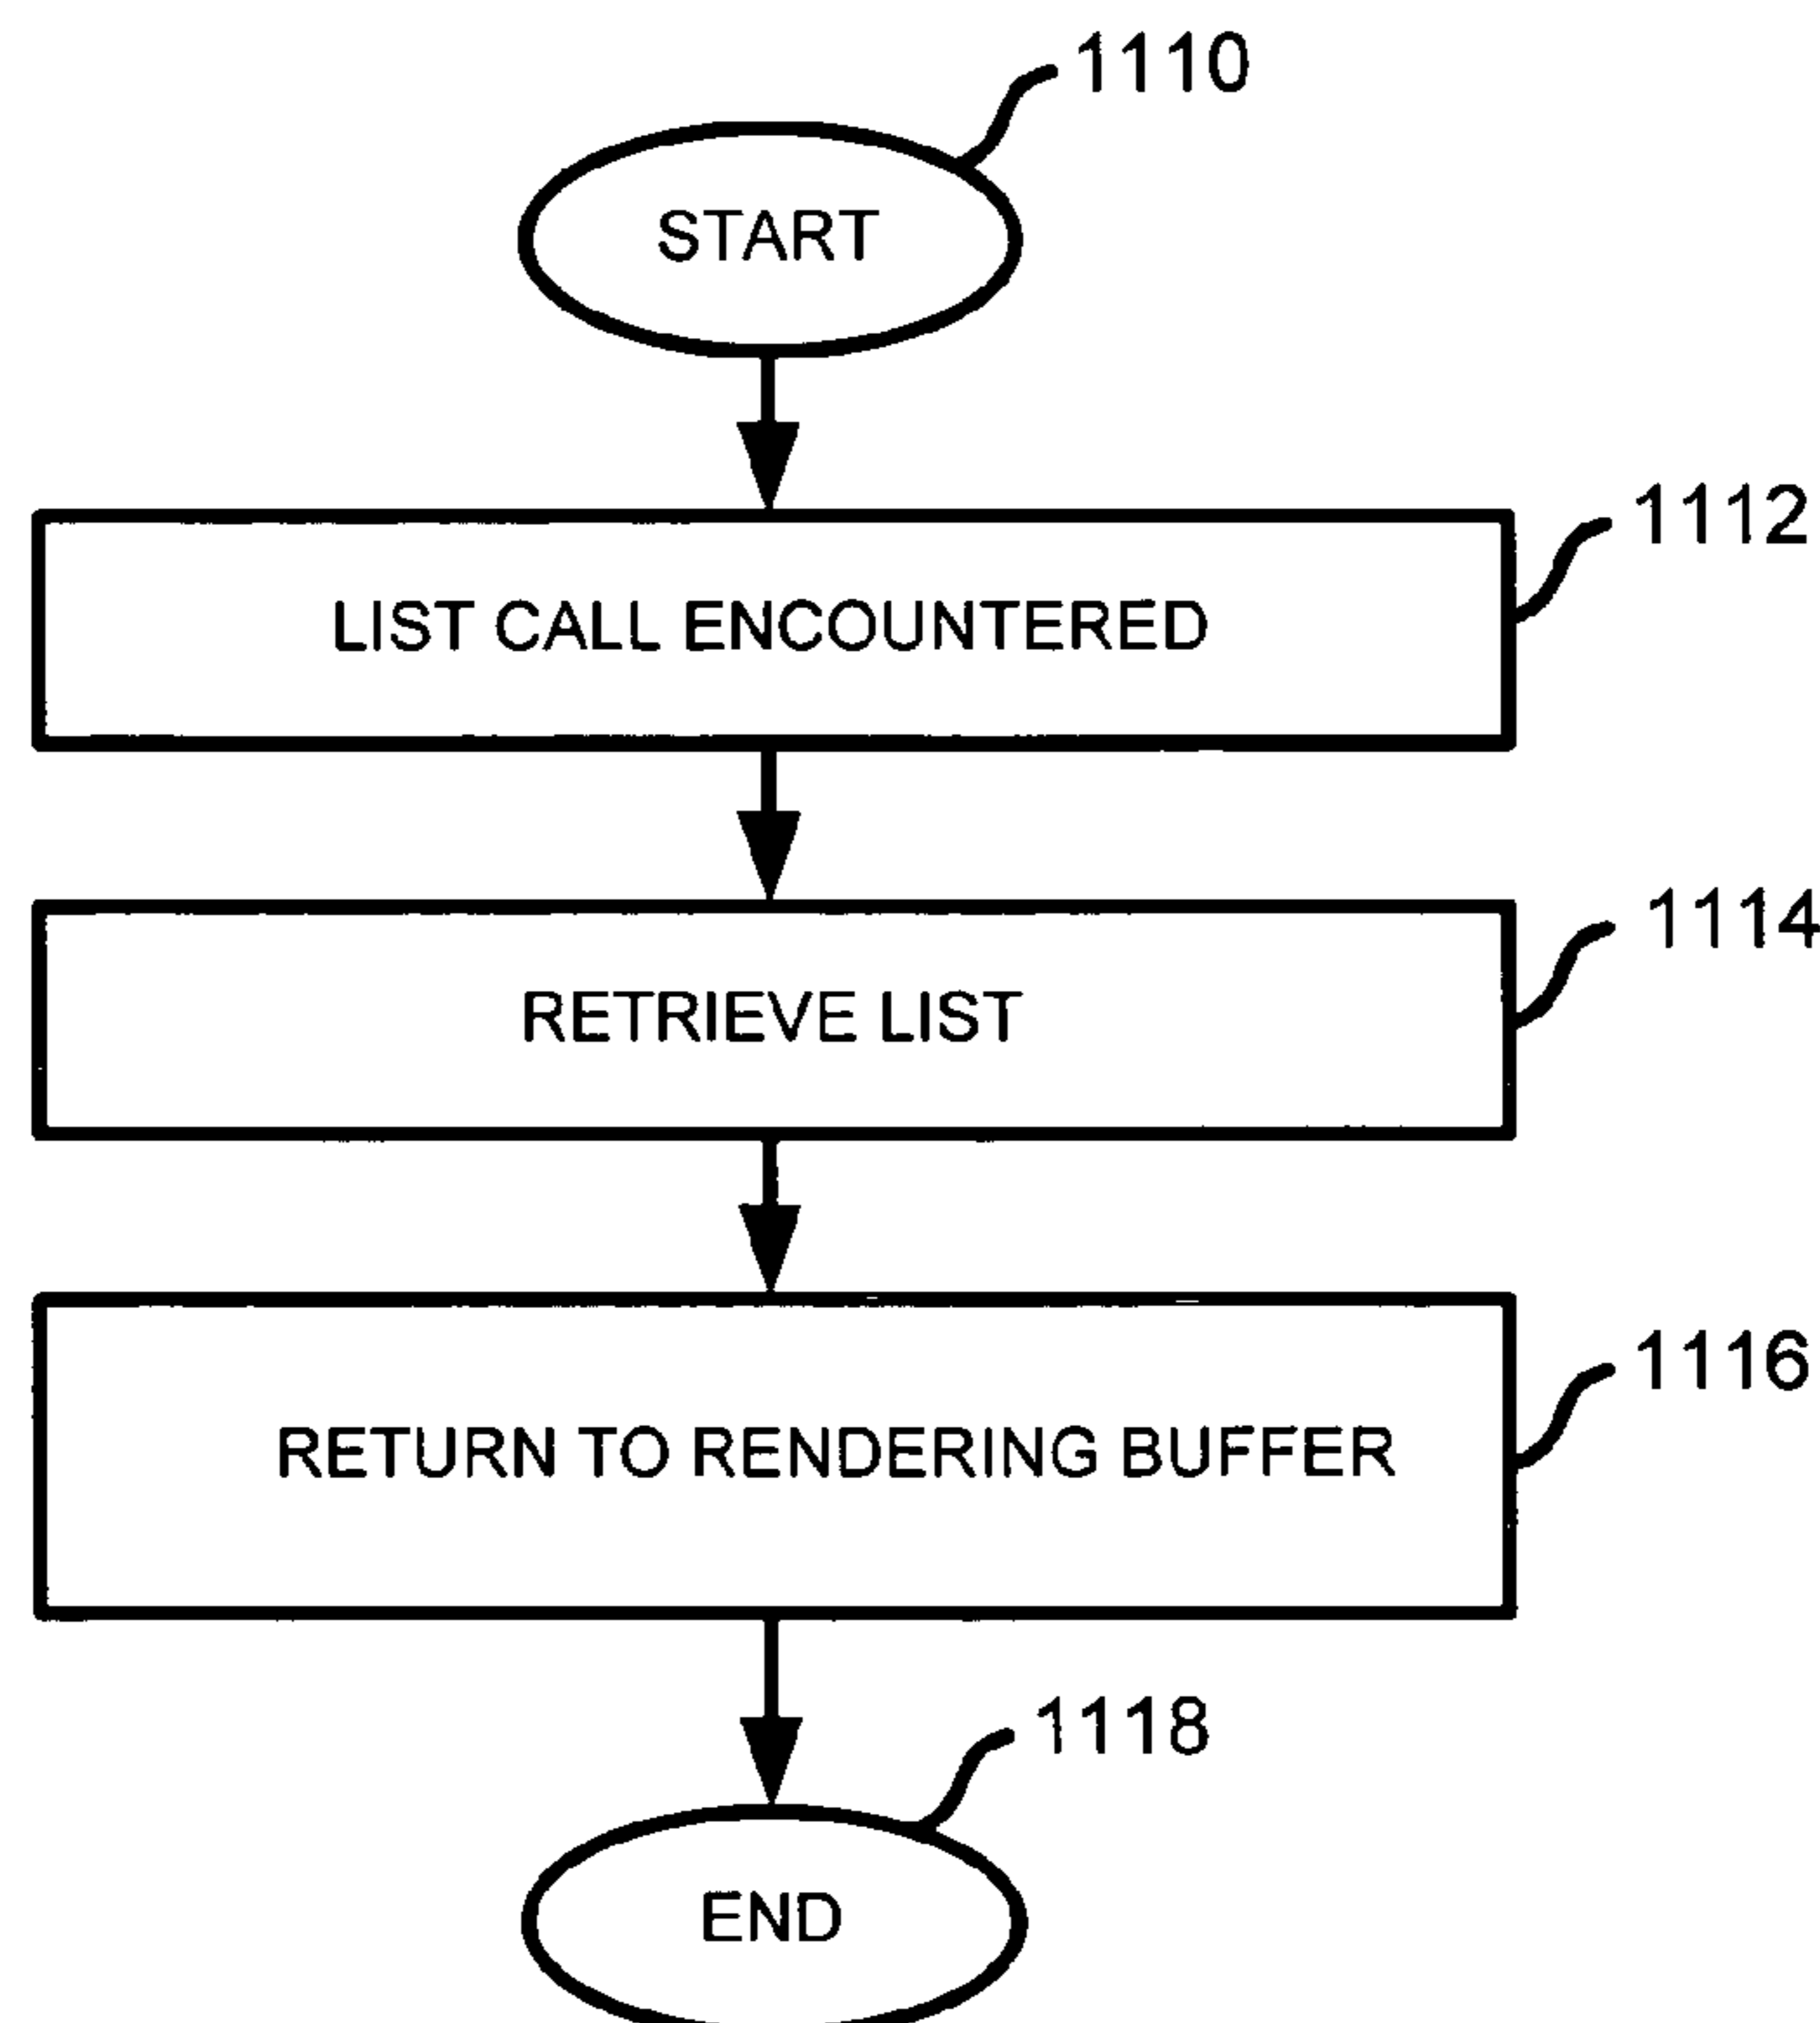 1110
START
1112
LIST CALL ENCOUNTERED
1114
RETRIEVE LIST
1116
RETURN TO RENDERING BUFFER
1118
END